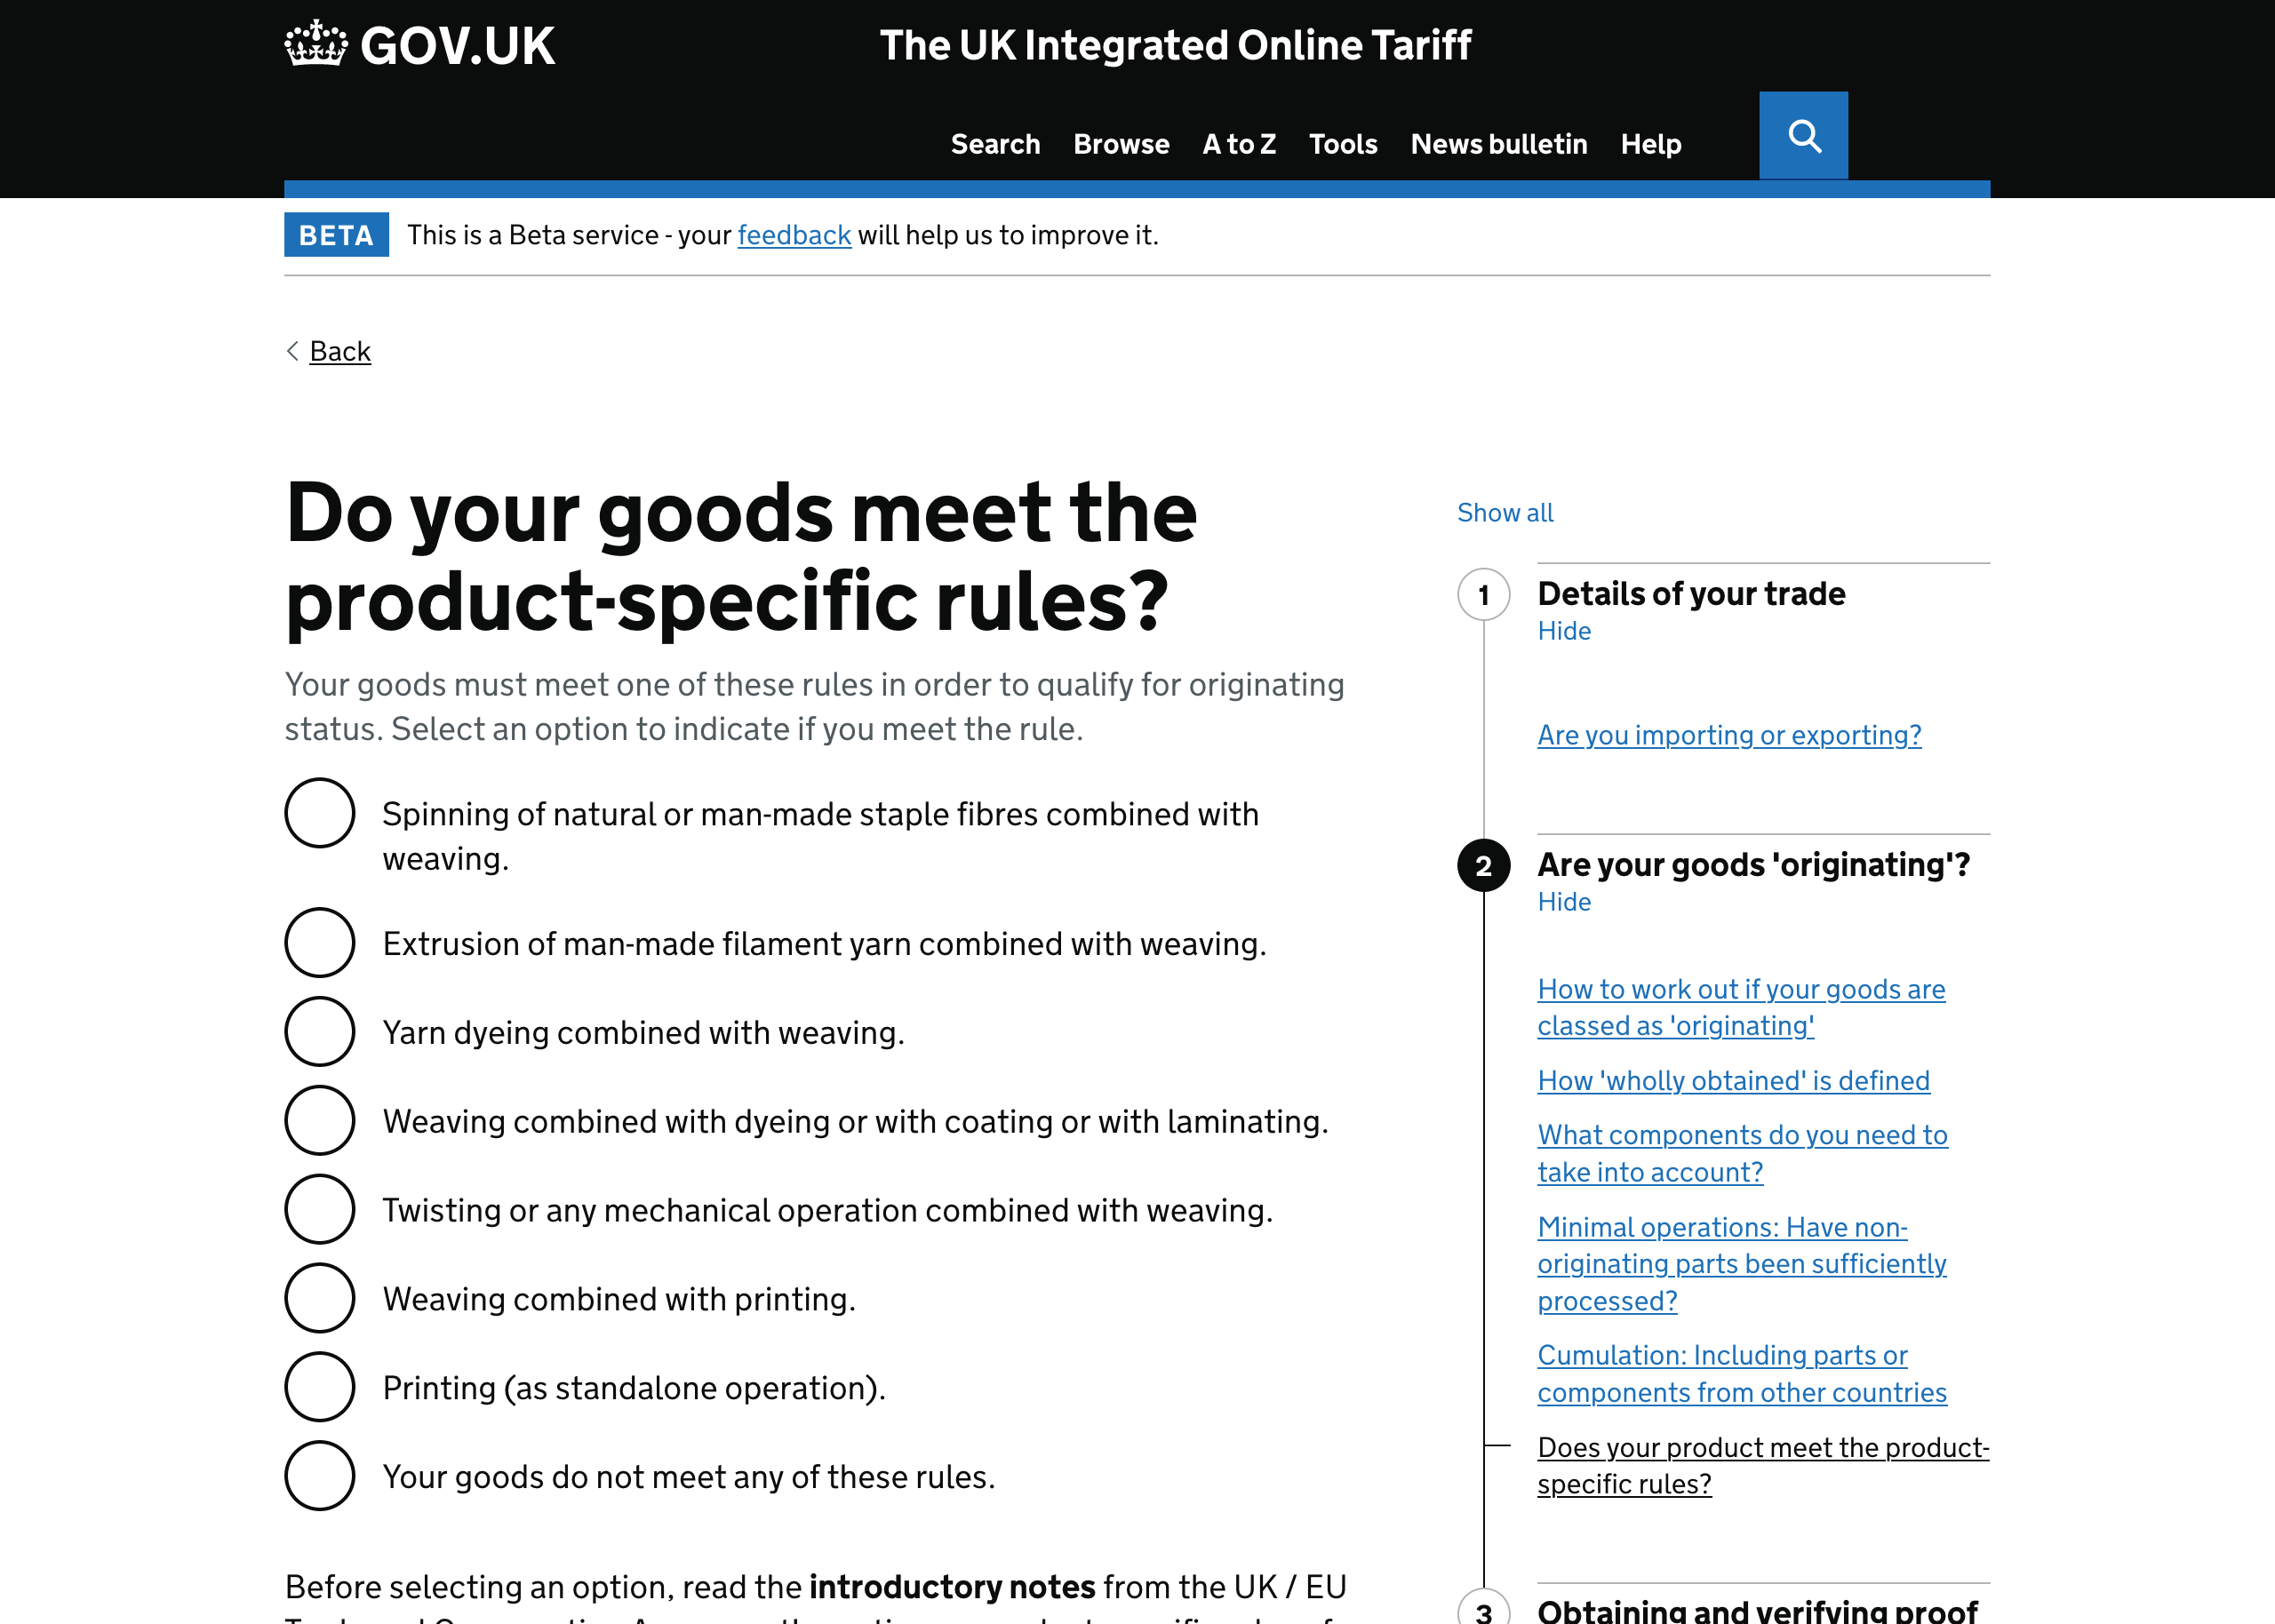 GOV.UK
The UK Integrated Online Tariff
Search Browse A to Z Tools News bulletin Help
BETA This is a Beta service - your feedback will help us to improve it.
Back
Do your goods meet the
product-specific rules?
Your goods must meet one of these rules in order to qualify for originating
status. Select an option to indicate if you meet the rule.
Spinning of natural or man-made staple fibres combined with
weaving.
Extrusion of man-made filament yarn combined with weaving.
Yarn dyeing combined with weaving.
Weaving combined with dyeing or with coating or with laminating.
Twisting or any mechanical operation combined with weaving.
Weaving combined with printing.
Printing (as standalone operation).
Your goods do not meet any of these rules.
Before selecting an option, read the introductory notes from the UK / EU
Show all
1 Details of your trade
Hide
Are you importing or exporting?
2 Are your goods 'originating'?
Hide
How to work out if your goods are
classed as 'originating'
How 'wholly obtained' is defined
What components do you need to
take into account?
Minimal operations: Have non-
originating parts been sufficiently
processed?
Cumulation: Including parts or
components from other countries
Does your product meet the product-
specific rules?
3 Obtaining and verifying proof